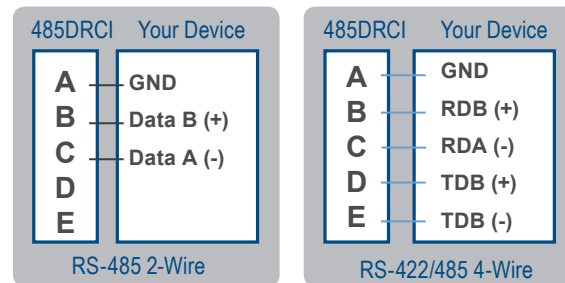 485DRCI Your Device
A GND
B Data B (+)
C Data A (-)
D
E
RS-485 2-Wire
485DRCI Your Device
A GND
B RDB (+)
C RDA (-)
D TDB (+)
E TDB (-)
RS-422/485 4-Wire